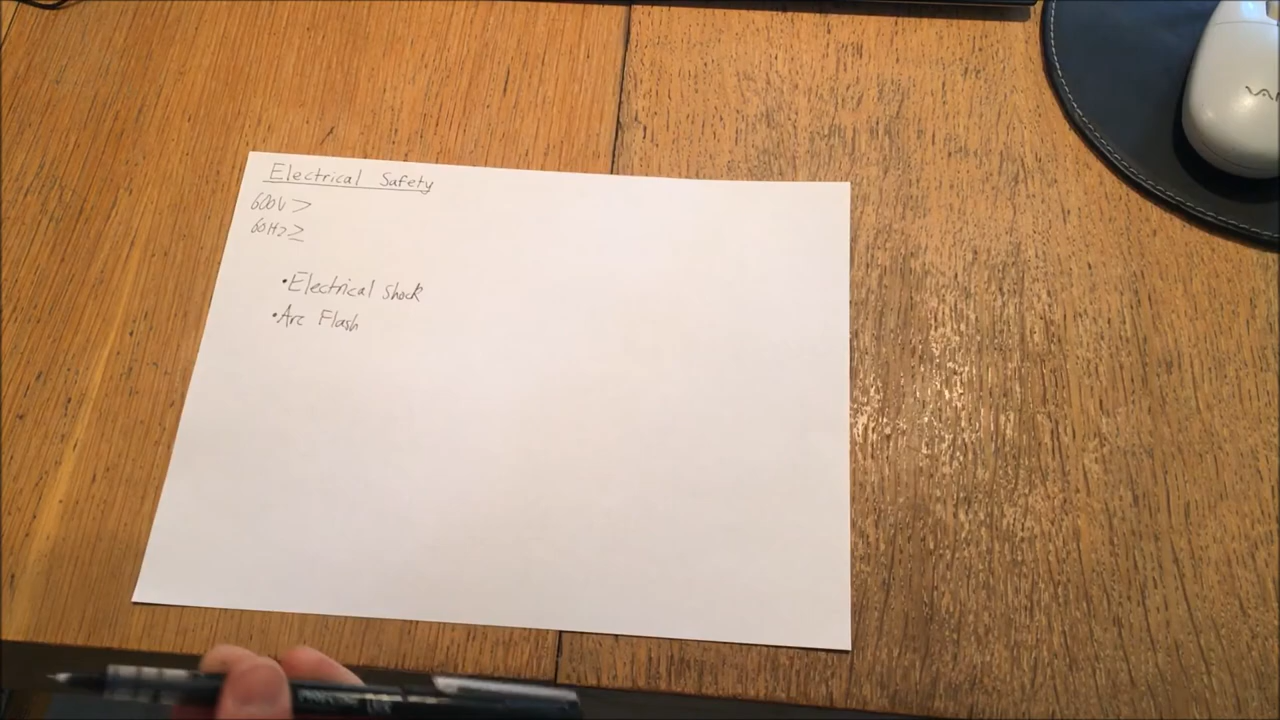 Electrical Safety
600V >
60Hz ≥
•Electrical Shock
•Arc Flash